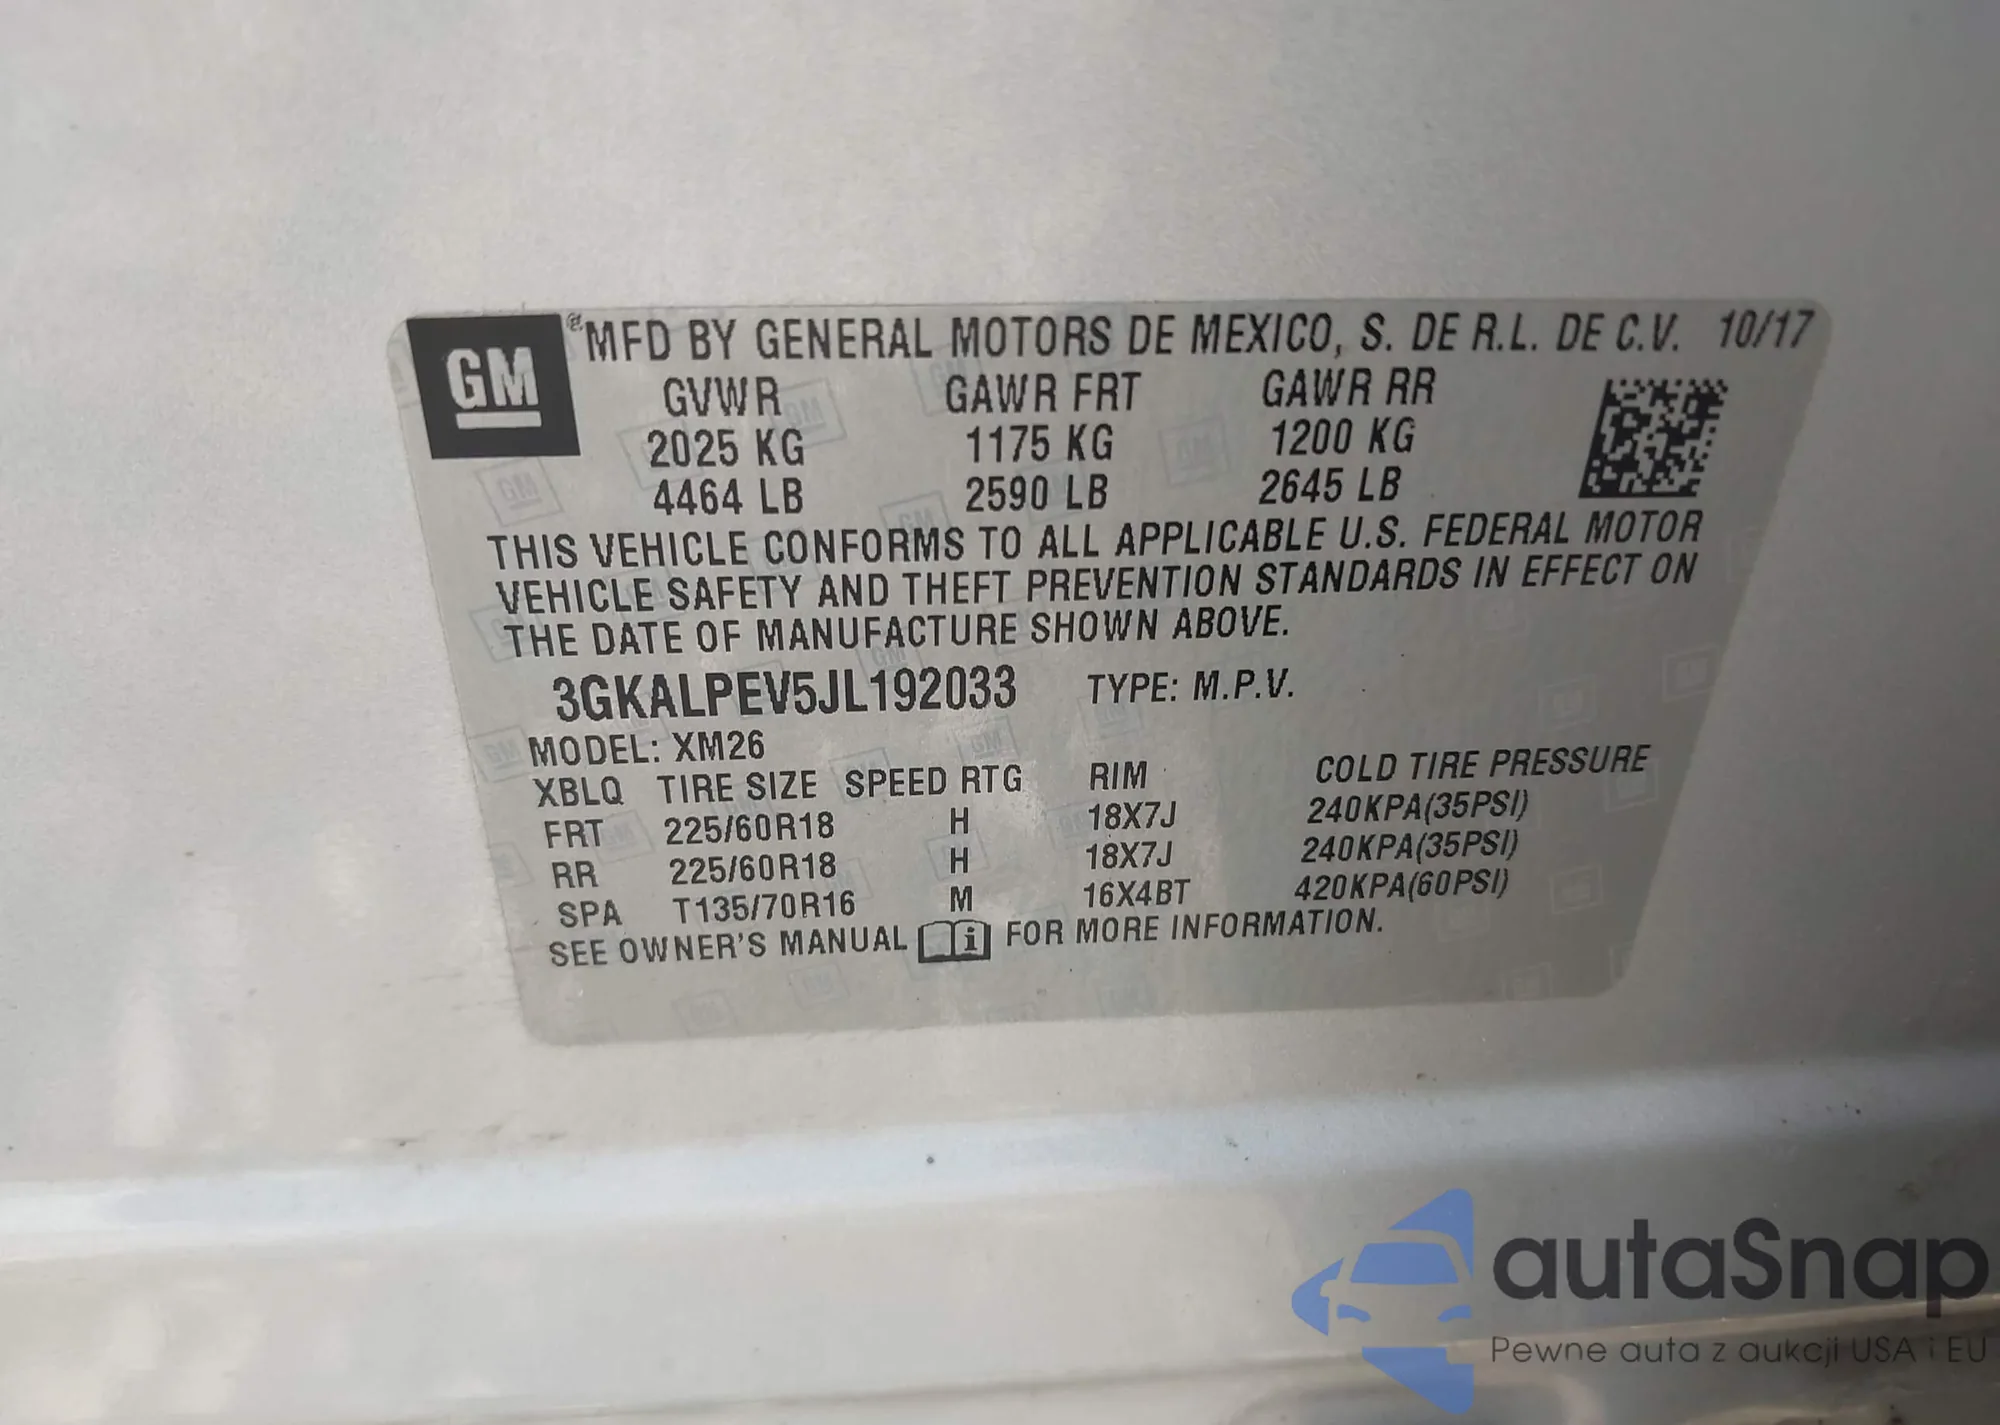 GM
MFD BY GENERAL MOTORS DE MEXICO, S. DE R.L. DE C.V. 10/17
GVWR GAWR FRT GAWR RR
2025 KG 1175 KG 1200 KG
4464 LB 2590 LB 2645 LB
THIS VEHICLE CONFORMS TO ALL APPLICABLE U.S. FEDERAL MOTOR
VEHICLE SAFETY AND THEFT PREVENTION STANDARDS IN EFFECT ON
THE DATE OF MANUFACTURE SHOWN ABOVE.
3GKALPEV5JL192033 TYPE: M.P.V.
MODEL: XM26
XBLQ TIRE SIZE SPEED RTG RIM COLD TIRE PRESSURE
FRT 225/60R18 H 18X7J 240KPA(35PSI)
RR 225/60R18 H 18X7J 240KPA(35PSI)
SPA T135/70R16 M 16X4BT 420KPA(60PSI)
SEE OWNER'S MANUAL i FOR MORE INFORMATION.
autaSnap
Pewne auta z aukcji USA i EU